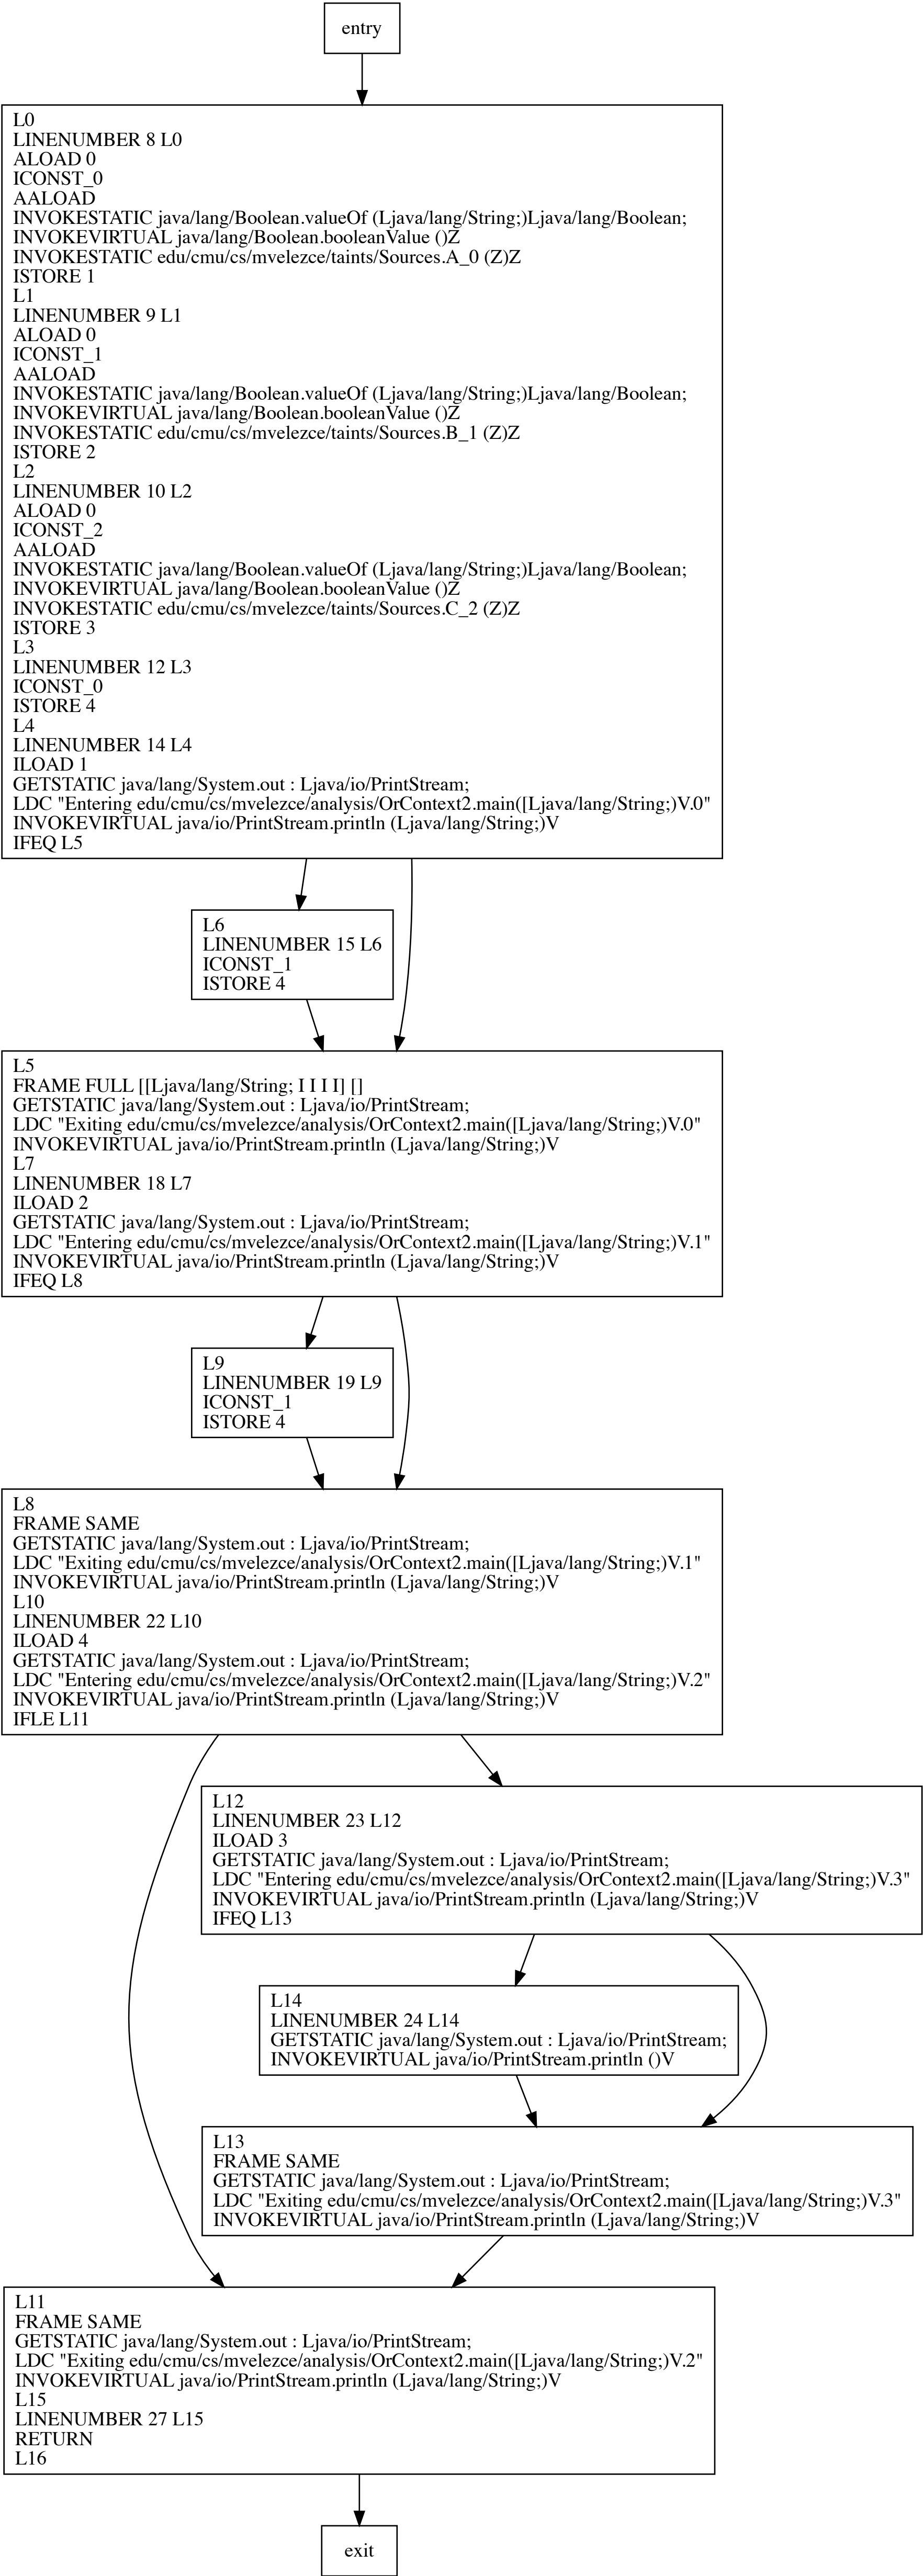 entry
L0
LINENUMBER 8 L0
ALOAD 0
ICONST_0
AALOAD
INVOKESTATIC java/lang/Boolean.valueOf (Ljava/lang/String;)Ljava/lang/Boolean;
INVOKEVIRTUAL java/lang/Boolean.booleanValue ()Z
INVOKESTATIC edu/cmu/cs/mvelezce/taints/Sources.A_0 (Z)Z
ISTORE 1
L1
LINENUMBER 9 L1
ALOAD 0
ICONST_1
AALOAD
INVOKESTATIC java/lang/Boolean.valueOf (Ljava/lang/String;)Ljava/lang/Boolean;
INVOKEVIRTUAL java/lang/Boolean.booleanValue ()Z
INVOKESTATIC edu/cmu/cs/mvelezce/taints/Sources.B_1 (Z)Z
ISTORE 2
L2
LINENUMBER 10 L2
ALOAD 0
ICONST_2
AALOAD
INVOKESTATIC java/lang/Boolean.valueOf (Ljava/lang/String;)Ljava/lang/Boolean;
INVOKEVIRTUAL java/lang/Boolean.booleanValue ()Z
INVOKESTATIC edu/cmu/cs/mvelezce/taints/Sources.C_2 (Z)Z
ISTORE 3
L3
LINENUMBER 12 L3
ICONST_0
ISTORE 4
L4
LINENUMBER 14 L4
ILOAD 1
GETSTATIC java/lang/System.out : Ljava/io/PrintStream;
LDC "Entering edu/cmu/cs/mvelezce/analysis/OrContext2.main([Ljava/lang/String;)V.0"
INVOKEVIRTUAL java/io/PrintStream.println (Ljava/lang/String;)V
IFEQ L5
L6
LINENUMBER 15 L6
ICONST_1
ISTORE 4
L5
FRAME FULL [[Ljava/lang/String; I I I I] []
GETSTATIC java/lang/System.out : Ljava/io/PrintStream;
LDC "Exiting edu/cmu/cs/mvelezce/analysis/OrContext2.main([Ljava/lang/String;)V.0"
INVOKEVIRTUAL java/io/PrintStream.println (Ljava/lang/String;)V
L7
LINENUMBER 18 L7
ILOAD 2
GETSTATIC java/lang/System.out : Ljava/io/PrintStream;
LDC "Entering edu/cmu/cs/mvelezce/analysis/OrContext2.main([Ljava/lang/String;)V.1"
INVOKEVIRTUAL java/io/PrintStream.println (Ljava/lang/String;)V
IFEQ L8
L9
LINENUMBER 19 L9
ICONST_1
ISTORE 4
L8
FRAME SAME
GETSTATIC java/lang/System.out : Ljava/io/PrintStream;
LDC "Exiting edu/cmu/cs/mvelezce/analysis/OrContext2.main([Ljava/lang/String;)V.1"
INVOKEVIRTUAL java/io/PrintStream.println (Ljava/lang/String;)V
L10
LINENUMBER 22 L10
ILOAD 4
GETSTATIC java/lang/System.out : Ljava/io/PrintStream;
LDC "Entering edu/cmu/cs/mvelezce/analysis/OrContext2.main([Ljava/lang/String;)V.2"
INVOKEVIRTUAL java/io/PrintStream.println (Ljava/lang/String;)V
IFLE L11
L12
LINENUMBER 23 L12
ILOAD 3
GETSTATIC java/lang/System.out : Ljava/io/PrintStream;
LDC "Entering edu/cmu/cs/mvelezce/analysis/OrContext2.main([Ljava/lang/String;)V.3"
INVOKEVIRTUAL java/io/PrintStream.println (Ljava/lang/String;)V
IFEQ L13
L14
LINENUMBER 24 L14
GETSTATIC java/lang/System.out : Ljava/io/PrintStream;
INVOKEVIRTUAL java/io/PrintStream.println ()V
L13
FRAME SAME
GETSTATIC java/lang/System.out : Ljava/io/PrintStream;
LDC "Exiting edu/cmu/cs/mvelezce/analysis/OrContext2.main([Ljava/lang/String;)V.3"
INVOKEVIRTUAL java/io/PrintStream.println (Ljava/lang/String;)V
L11
FRAME SAME
GETSTATIC java/lang/System.out : Ljava/io/PrintStream;
LDC "Exiting edu/cmu/cs/mvelezce/analysis/OrContext2.main([Ljava/lang/String;)V.2"
INVOKEVIRTUAL java/io/PrintStream.println (Ljava/lang/String;)V
L15
LINENUMBER 27 L15
RETURN
L16
exit